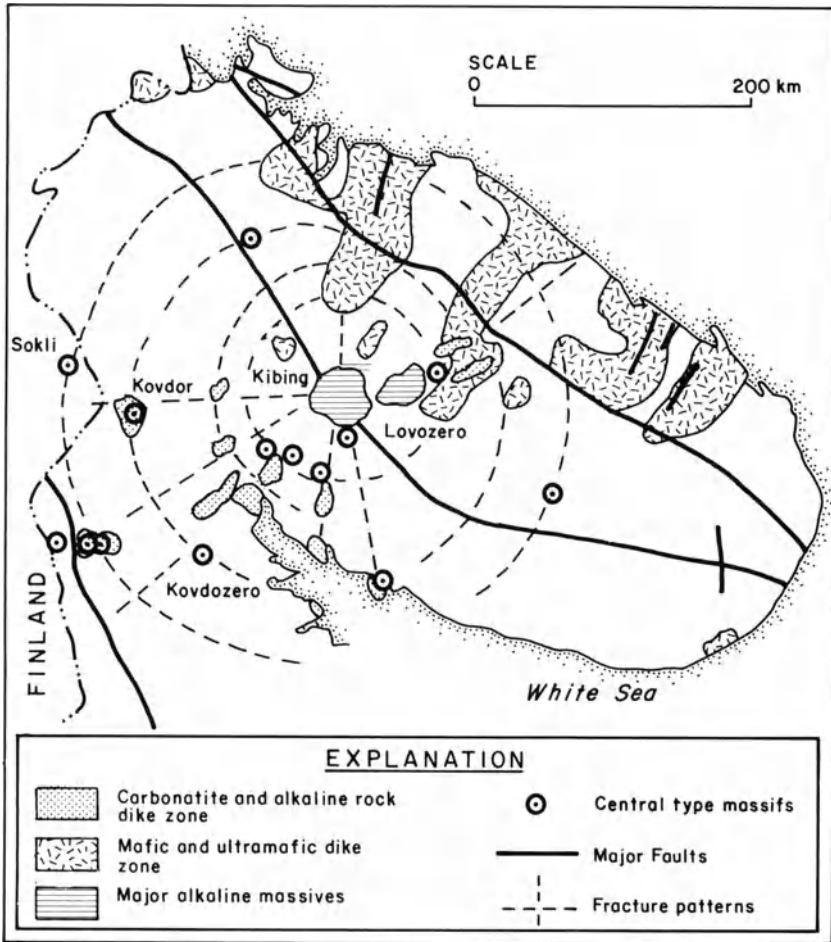 SCALE
0 200 km
Sokli
Kovdor
Kibing
Lovozero
Kovdozero
FINLAND
White Sea
EXPLANATION
Carbonatite and alkaline rock
dike zone
Mafic and ultramafic dike
zone
Major alkaline massives
Central type massifs
Major Faults
Fracture patterns